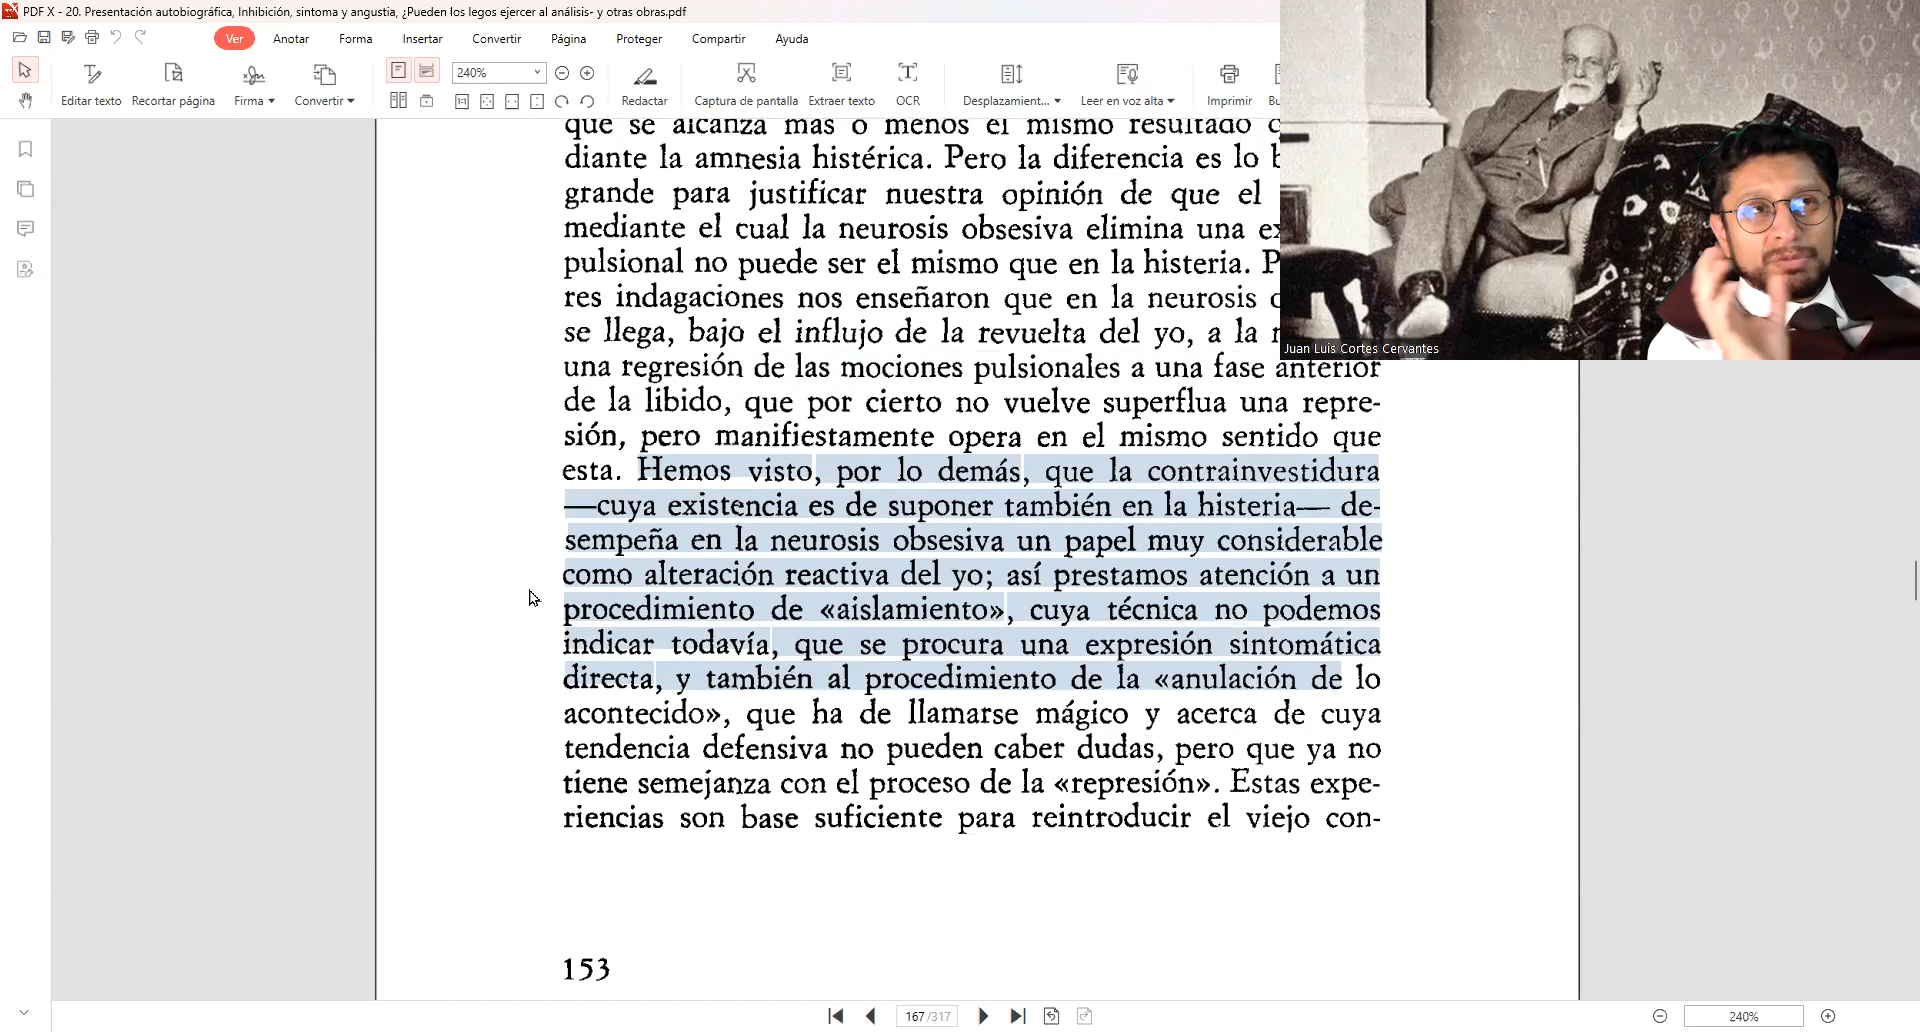 PDF X - 20. Presentación autobiográfica, Inhibición, sintoma y angustia, ¿Pueden los legos ejercer al análisis- y otras obras.pdf
Ver Anotar Forma Insertar Convertir Página Proteger Compartir Ayuda
240%
Editar texto Recortar página Firma Convertir Redactar Captura de pantalla Extraer texto OCR Desplazamient... Leer en voz alta Imprimir
que se alcanza más o menos el mismo resultado
diante la amnesia histérica. Pero la diferencia es lo b
grande para justificar nuestra opinión de que el
mediante el cual la neurosis obsesiva elimina una ex
pulsional no puede ser el mismo que en la histeria. P
res indagaciones nos enseñaron que en la neurosis
se llega, bajo el influjo de la revuelta del yo, a la
una regresión de las mociones pulsionales a una fase anterior
de la libido, que por cierto no vuelve superflua una repre-
sión, pero manifiestamente opera en el mismo sentido que
esta. Hemos visto, por lo demás, que la contrainvestidura
—cuya existencia es de suponer también en la histeria— de-
sempeña en la neurosis obsesiva un papel muy considerable
como alteración reactiva del yo; así prestamos atención a un
procedimiento de «aislamiento», cuya técnica no podemos
indicar todavía, que se procura una expresión sintomática
directa, y también al procedimiento de la «anulación de lo
acontecido», que ha de llamarse mágico y acerca de cuya
tendencia defensiva no pueden caber dudas, pero que ya no
tiene semejanza con el proceso de la «represión». Estas expe-
riencias son base suficiente para reintroducir el viejo con-
153
Juan Luis Cortes Cervantes
167 /317
240%